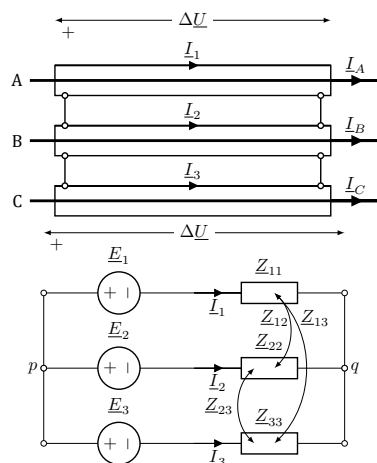 ΔU
+
I1 IA
A
I2 IB
B
I3 IC
C
ΔU
+
E1 Z11
+ −
I1 Z12 Z13
E2 Z22
p + − q
I2
Z23
E3 Z33
+ −
I3